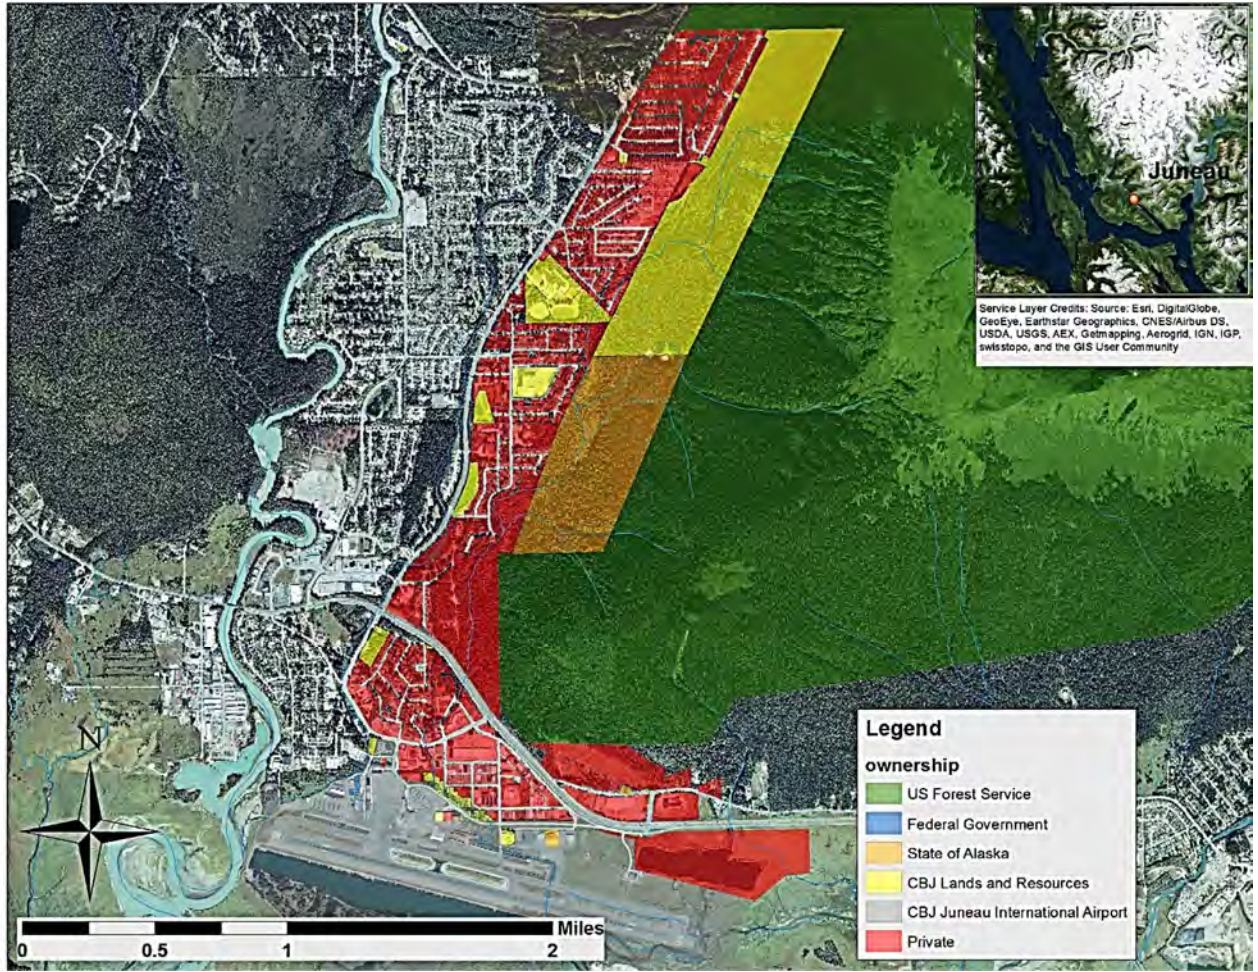 Juneau
Service Layer Credits: Source: Esri, DigitalGlobe,
GeoEye, Earthstar Geographics, CNES/Airbus DS,
USDA, USGS, AEX, Getmapping, Aerogrid, IGN, IGP,
swisstopo, and the GIS User Community
Legend
ownership
US Forest Service
Federal Government
State of Alaska
CBJ Lands and Resources
CBJ Juneau International Airport
Private
N
Miles
0 0.5 1 2